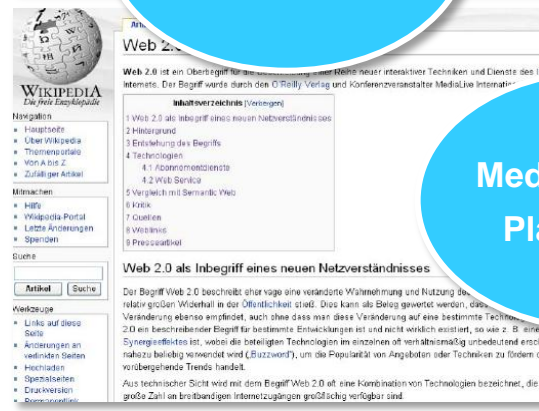 WIKIPEDIA
Die freie Enzyklopädie
Navigation
Hauptseite
Über Wikipedia
Themenportale
Von A bis Z
Zufälliger Artikel
Mitmachen
Hilfe
Wikipedia-Portal
Letzte Änderungen
Spenden
Suche
Artikel Suche
Werkzeuge
Links auf diese
Seite
Änderungen an
verlinkten Seiten
Hochladen
Spezialseiten
Druckversion
Permanentlink
Web 2.0
Web 2.0 ist ein Oberbegriff für die Beschreibung einer Reihe neuer interaktiver Techniken und Dienste des
Internets. Der Begriff wurde durch den O'Reilly Verlag und Konferenzveranstalter MediaLive
Inhaltsverzeichnis [Verbergen]
1 Web 2.0 als Inbegriff eines neuen Netzverständnisses
2 Hintergrund
3 Entstehung des Begriffs
4 Technologien
4.1 Abonnementdienste
4.2 Web Service
5 Vergleich mit Semantic Web
6 Kritik
7 Quellen
8 Weblinks
9 Presseartikel
Med
Pla
Web 2.0 als Inbegriff eines neuen Netzverständnisses
Der Begriff Web 2.0 beschreibt eher vage eine veränderte Wahrnehmung und Nutzung
relativ großen Widerhall in der Öffentlichkeit stieß. Dies kann als Beleg gewertet werden,
Veränderung ebenso empfindet, auch ohne dass man diese Veränderung auf eine bestimmte
2.0 ein beschreibender Begriff für bestimmte Entwicklungen ist und nicht wirklich existiert, so wie z. B. eine
Synergieeffektes ist, wobei die beteiligten Technologien im einzelnen oft verhältnismäßig unbedeutend
nahezu beliebig verwendet wird („Buzzword"), um die Popularität von Angeboten oder Techniken zu fördern
vorübergehende Trends handelt.
Aus technischer Sicht wird mit dem Begriff Web 2.0 oft eine Kombination von Technologien bezeichnet, die
große Zahl an breitbandigen Internetzugängen großflächig verfügbar sind.